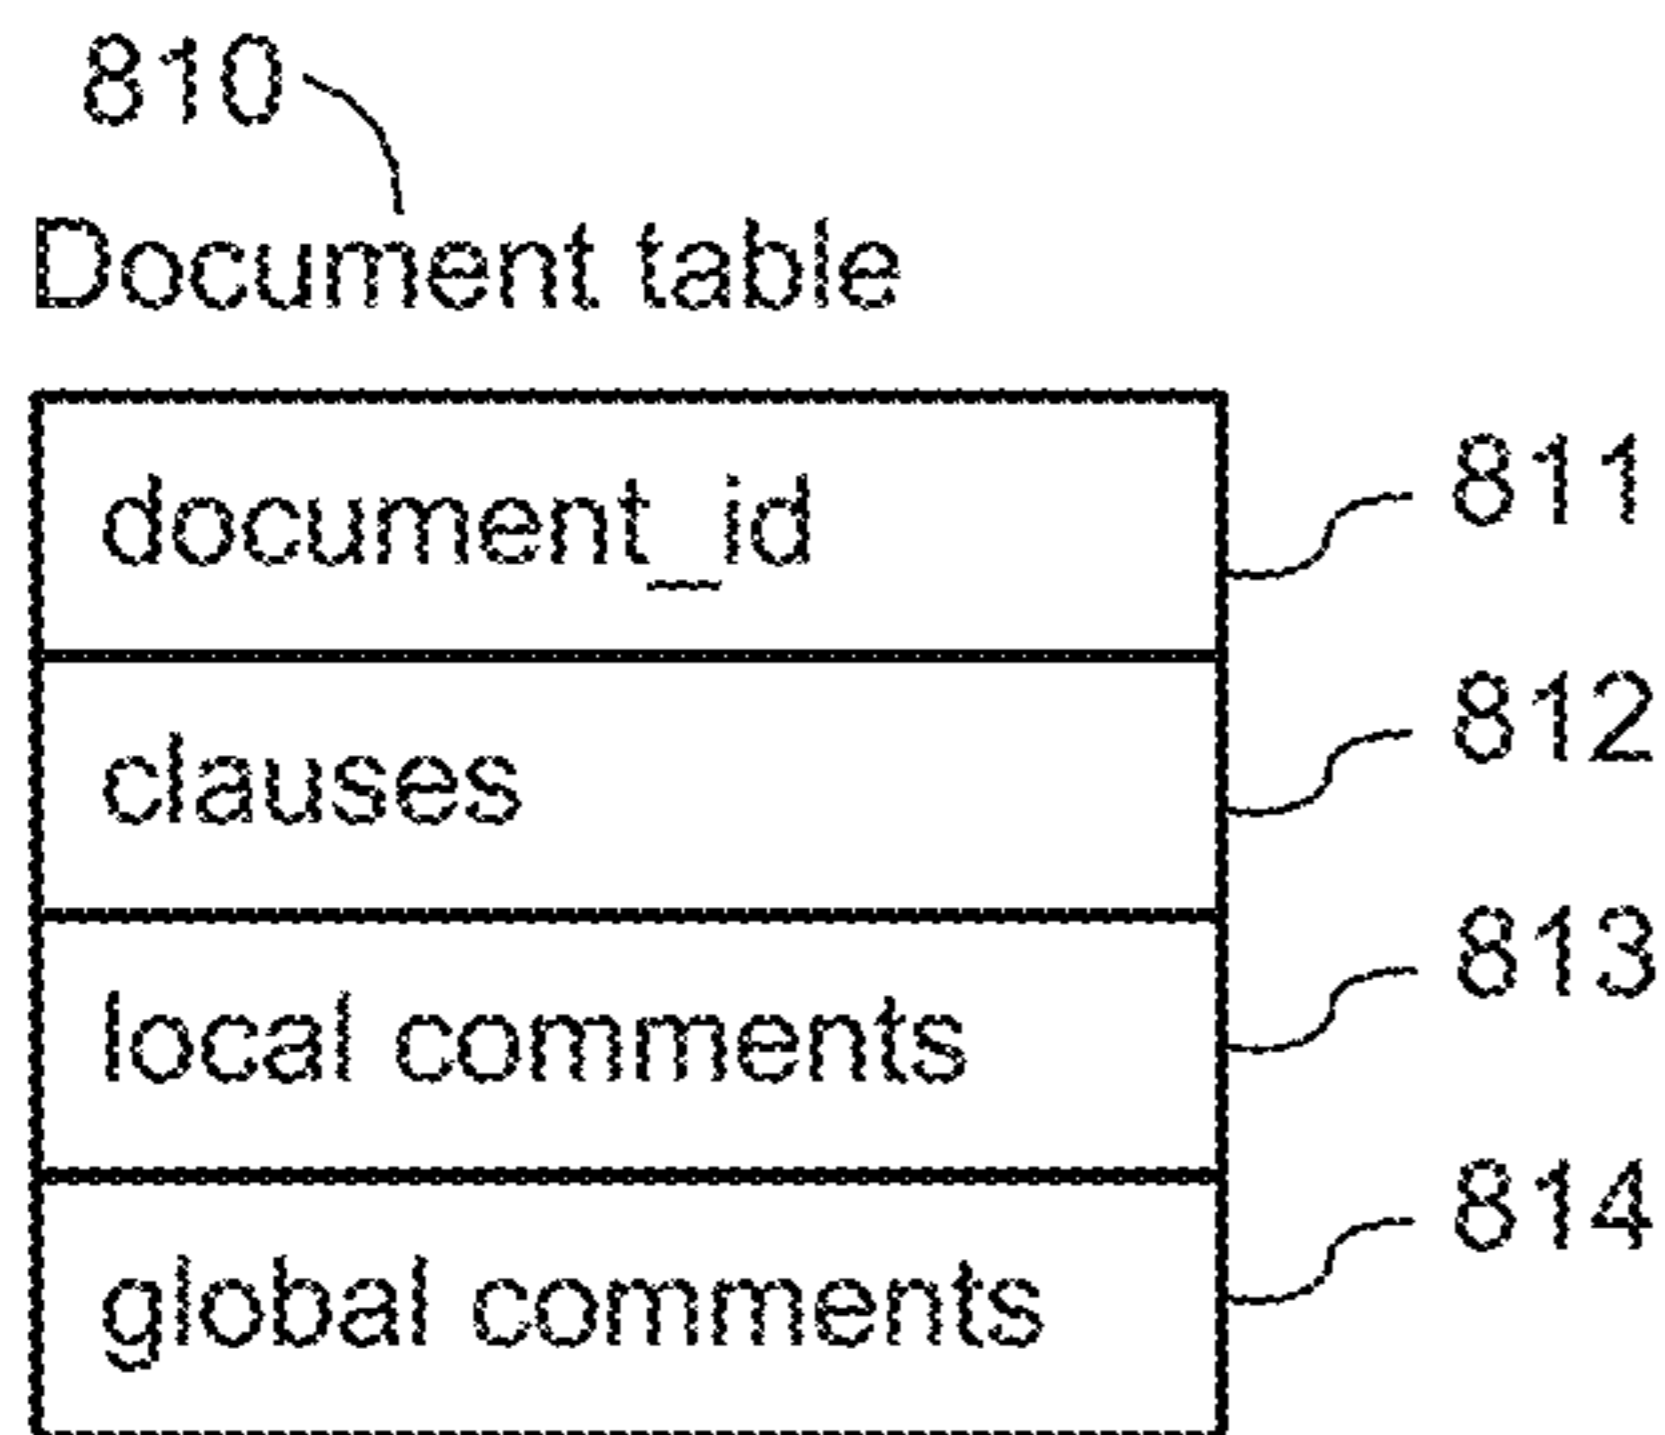 810
Document table
document_id 811
clauses 812
local comments 813
global comments 814